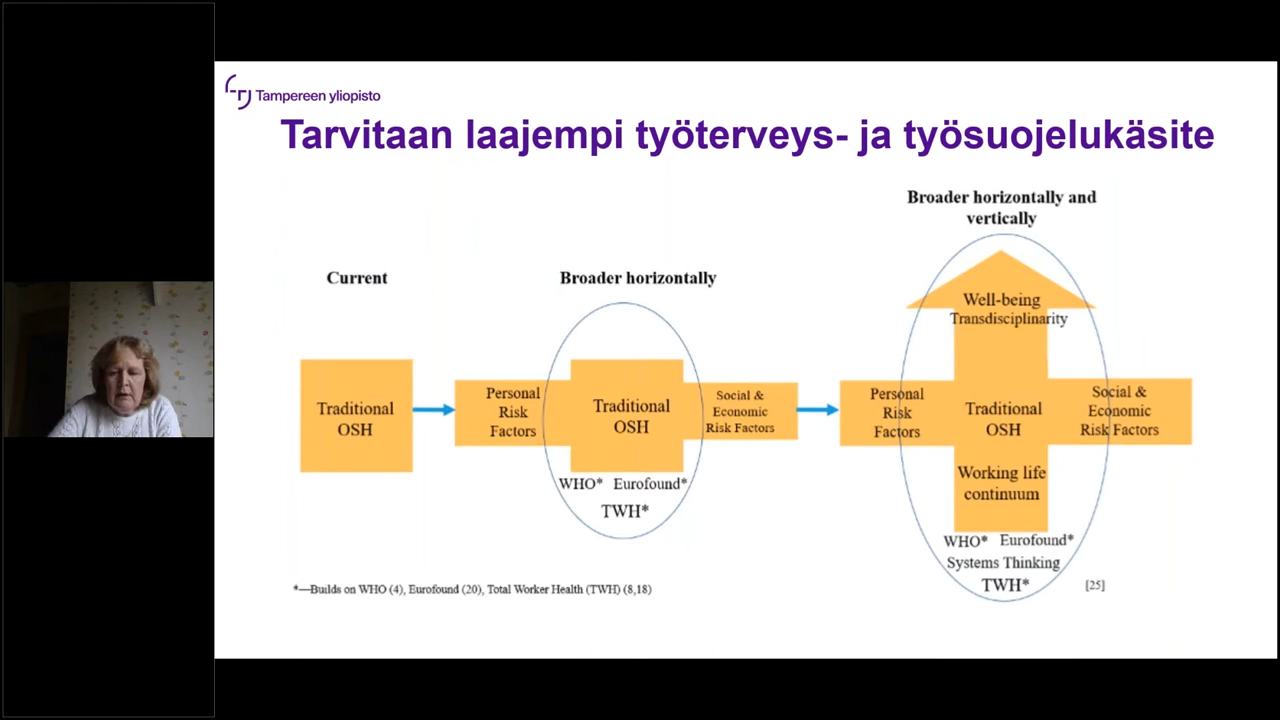 Tampereen yliopisto
Tarvitaan laajempi työterveys- ja työsuojelukäsite
Current
Traditional
OSH
Broader horizontally
Personal
Risk
Factors
Traditional
OSH
Social &
Economic
Risk Factors
WHO* Eurofound*
TWH*
Broader horizontally and
vertically
Well-being
Transdisciplinarity
Personal
Risk
Factors
Traditional
OSH
Social &
Economic
Risk Factors
Working life
continuum
WHO* Eurofound*
Systems Thinking
TWH*
*—Builds on WHO (4), Eurofound (20), Total Worker Health (TWH) (8,18)
[25]